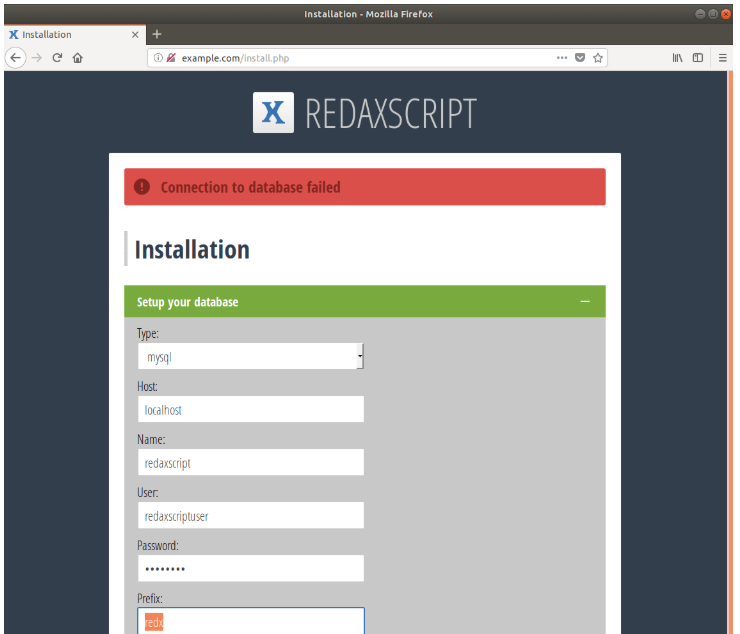 Installation - Mozilla Firefox
Installation
example.com/install.php
REDAXSCRIPT
Connection to database failed
Installation
Setup your database
Type:
mysql
Host:
localhost
Name:
redaxscript
User:
redaxscriptuser
Password:
••••••••
Prefix:
redx